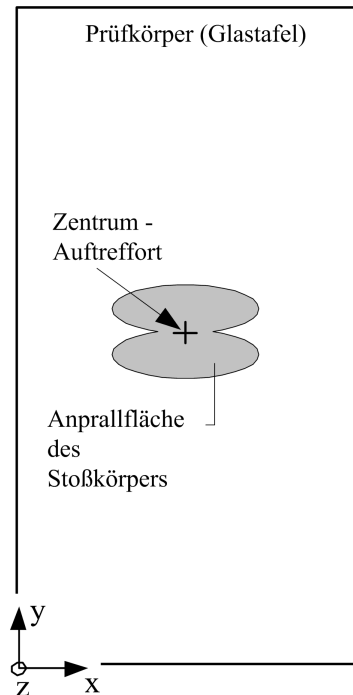 Prüfkörper (Glastafel)
Zentrum -
Auftreffort
Anprallfläche
des
Stoßkörpers
y
z
x